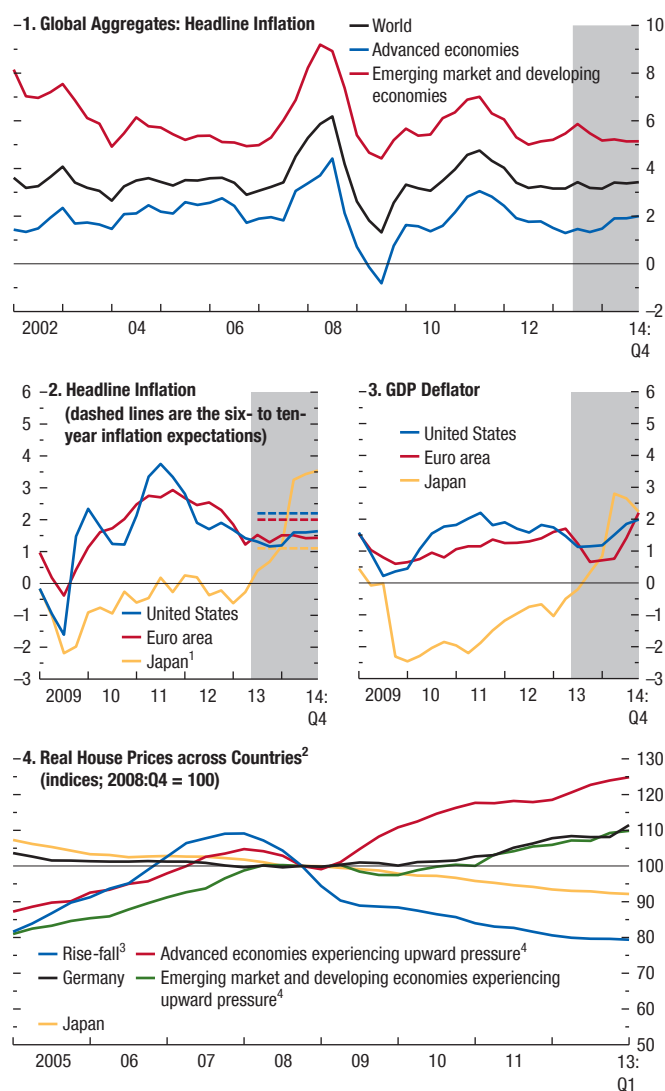 1. Global Aggregates: Headline Inflation
World
Advanced economies
Emerging market and developing
economies
10
8
6
4
2
0
–2
2002 04 06 08 10 12 14:
Q4
2. Headline Inflation
(dashed lines are the six- to ten-
year inflation expectations)
6
5
4
3
2
1
0
–1
–2
–3
United States
Euro area
Japan1
2009 10 11 12 13 14:
Q4
3. GDP Deflator
United States
Euro area
Japan
6
5
4
3
2
1
0
–1
–2
–3
2009 10 11 12 13 14:
Q4
4. Real House Prices across Countries2
(indices; 2008:Q4 = 100)
130
120
110
100
90
80
70
60
50
Rise-fall3
Advanced economies experiencing upward pressure4
Germany
Emerging market and developing economies experiencing
upward pressure4
Japan
2005 06 07 08 09 10 11 11 13:
Q1